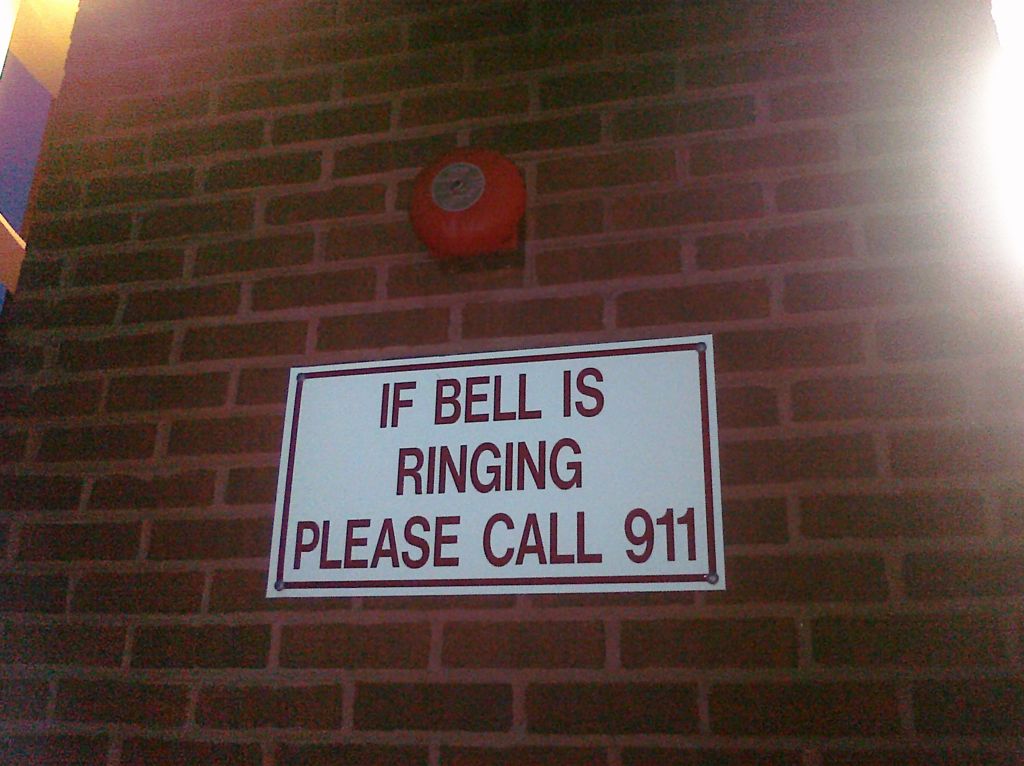 IF BELL IS
RINGING
PLEASE CALL 911